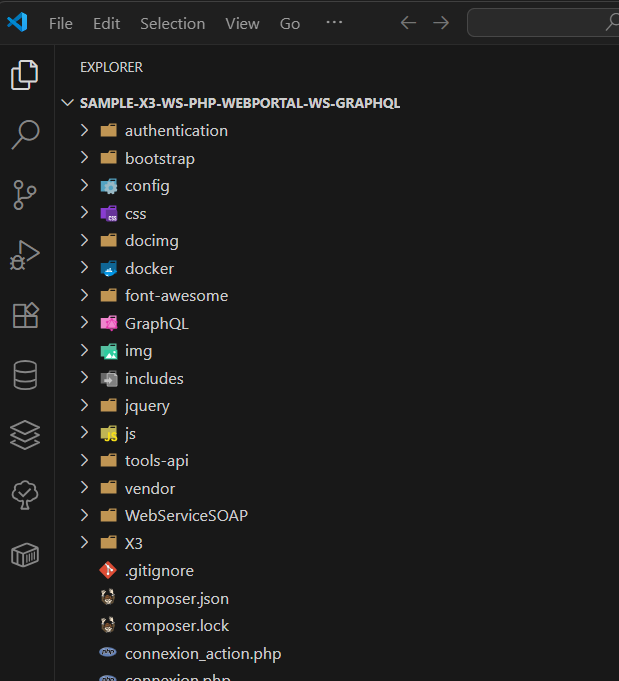 File Edit Selection View Go ...
EXPLORER
SAMPLE-X3-WS-PHP-WEBPORTAL-WS-GRAPHQL
authentication
bootstrap
config
css
docimg
docker
font-awesome
GraphQL
img
includes
jquery
js
tools-api
vendor
WebServiceSOAP
X3
.gitignore
composer.json
composer.lock
connexion_action.php
connexion.php